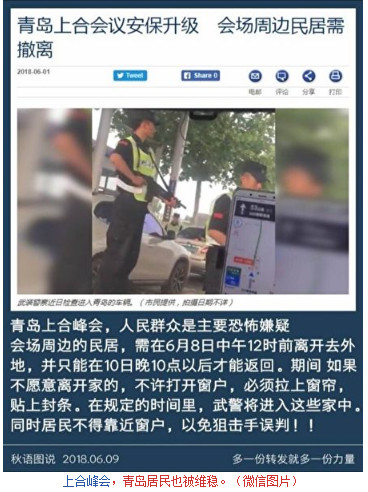 青岛上合会议安保升级　会场周边民居需
撤离
2018-06-01
Tweet
Share 0
电邮
评论
分享
打印
武装警察近日检查进入青岛的车辆。（市民提供，拍摄日期不详）
青岛上合峰会，人民群众是主要恐怖嫌疑
会场周边的民居，需在6月8日中午12时前离开去外
地，并只能在10日晚10点以后才能返回。期间 如果
不愿意离开家的，不许打开窗户，必须拉上窗帘，
贴上封条。在规定的时间里，武警将进入这些家中。
同时居民不得靠近窗户，以免狙击手误判！！
秋语图说 2018.06.09
多一份转发就多一份力量
上合峰会，青岛居民也被维稳。（微信图片）